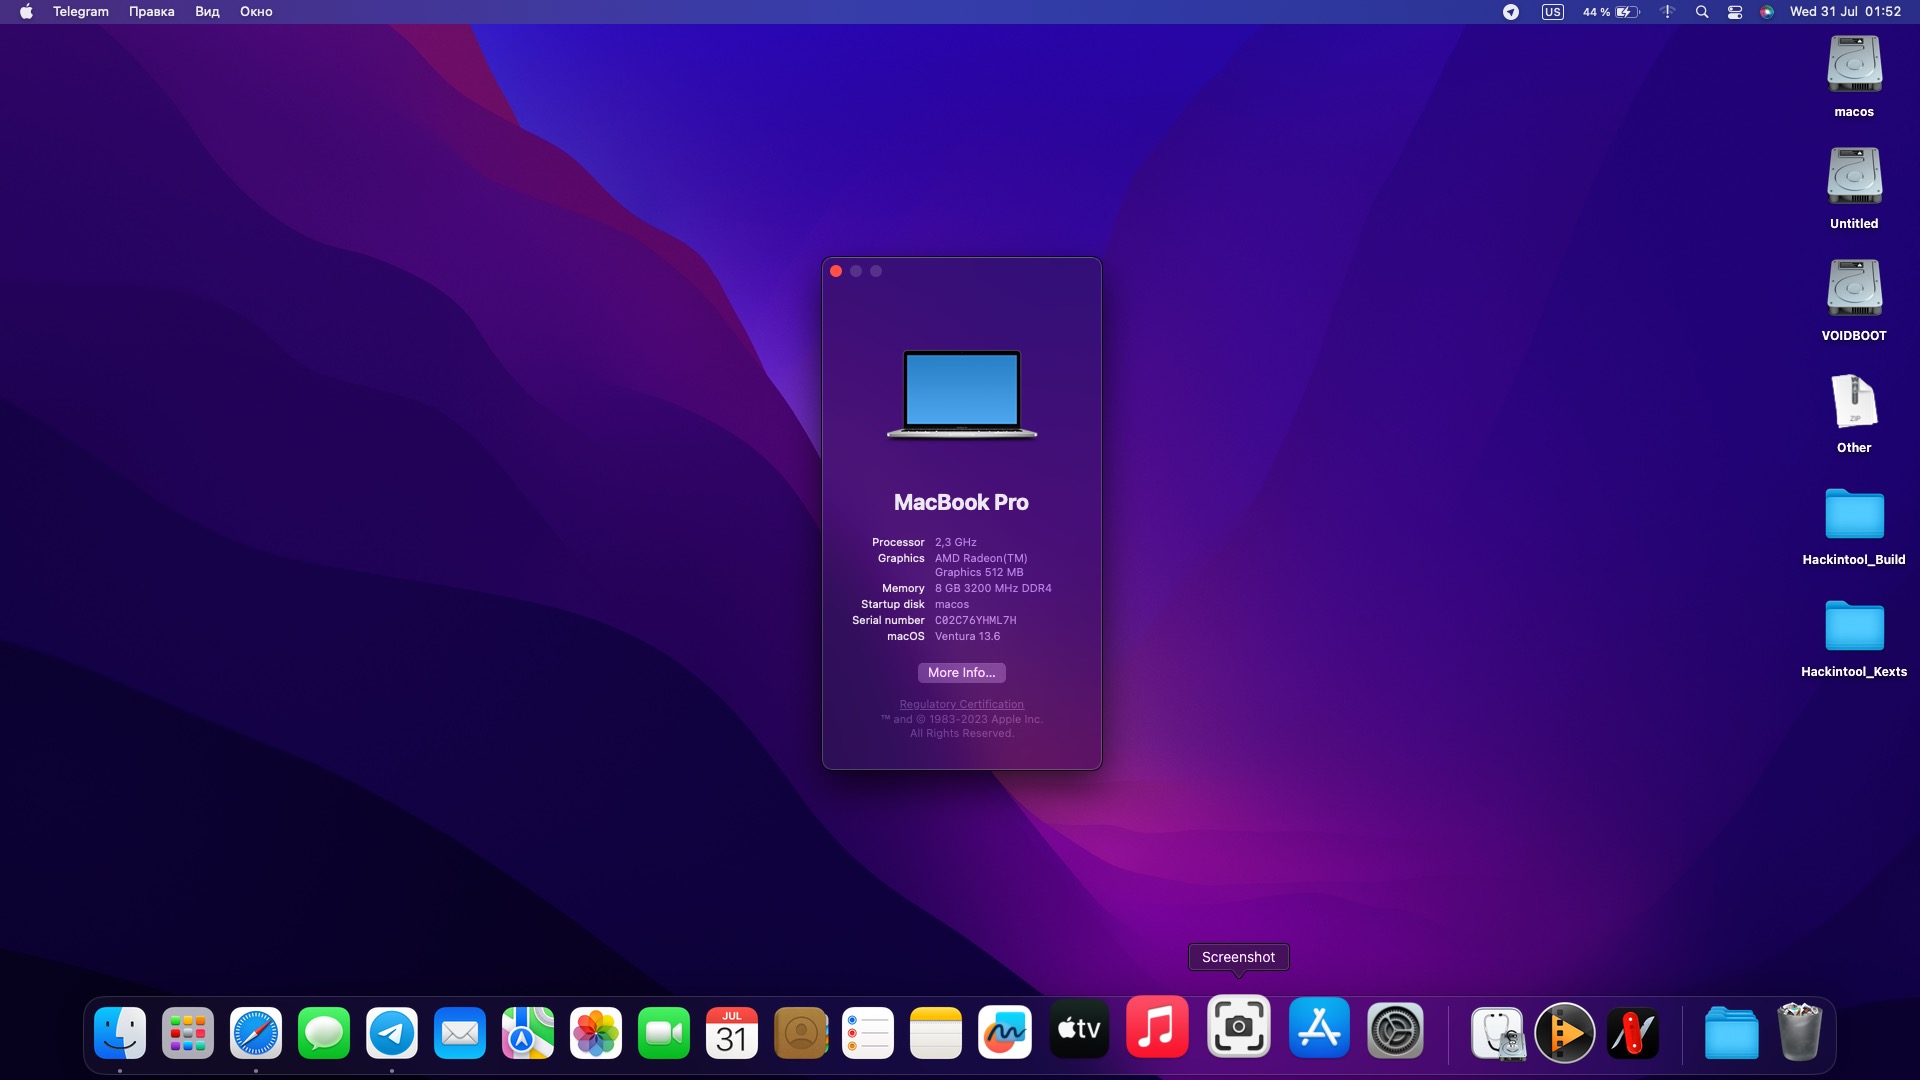 Telegram Правка Вид Окно
US 44 % Wed 31 Jul 01:52
macos
Untitled
VOIDBOOT
ZIP
Other
Hackintool_Build
Hackintool_Kexts
MacBook Pro
Processor 2,3 GHz
Graphics AMD Radeon(TM)
Graphics 512 MB
Memory 8 GB 3200 MHz DDR4
Startup disk macos
Serial number C02C76YHML7H
macOS Ventura 13.6
More Info...
Regulatory Certification
™ and © 1983-2023 Apple Inc.
All Rights Reserved.
Screenshot
JUL
31
tv